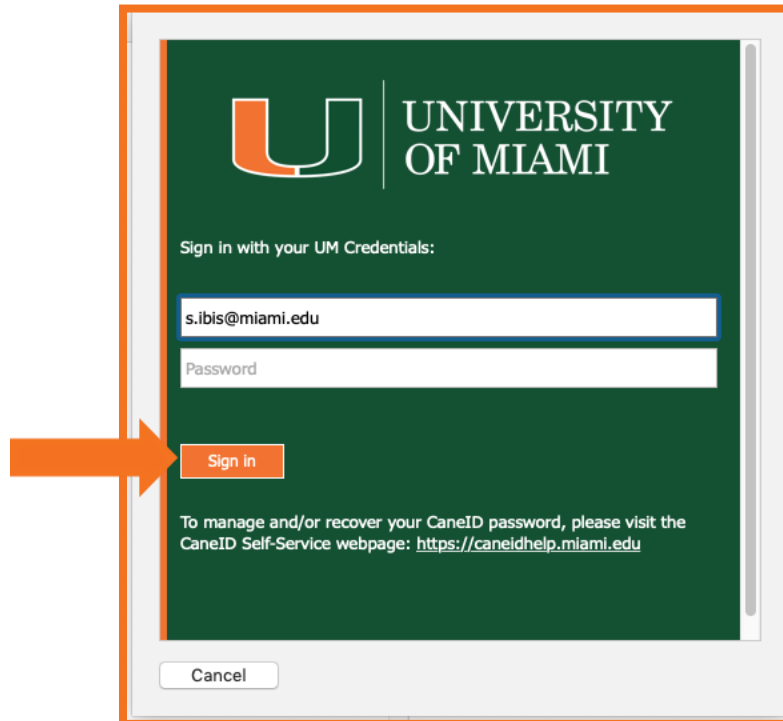 UNIVERSITY
OF MIAMI
Sign in with your UM Credentials:
s.ibis@miami.edu
Password
Sign in
To manage and/or recover your CaneID password, please visit the
CaneID Self-Service webpage: https://caneidhelp.miami.edu
Cancel